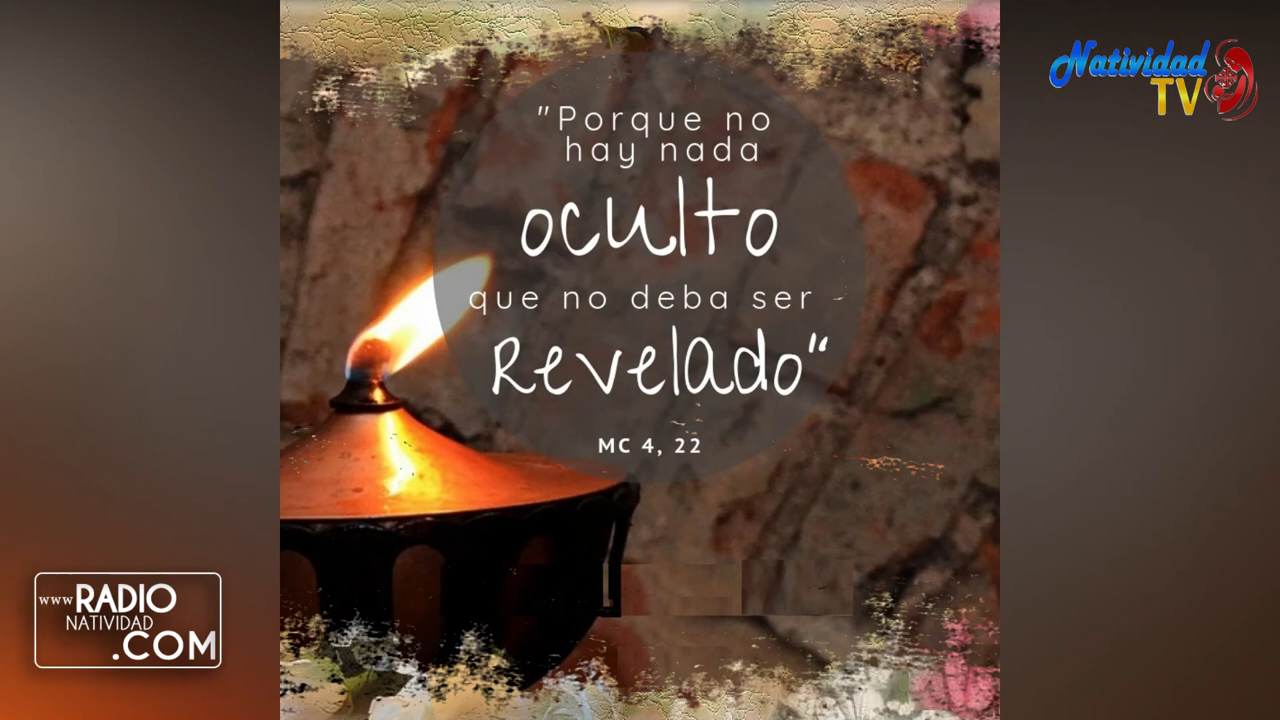 "Porque no
hay nada
oculto
que no deba ser
Revelado"
MC 4, 22
Natividad
TV
www RADIO
NATIVIDAD
.COM